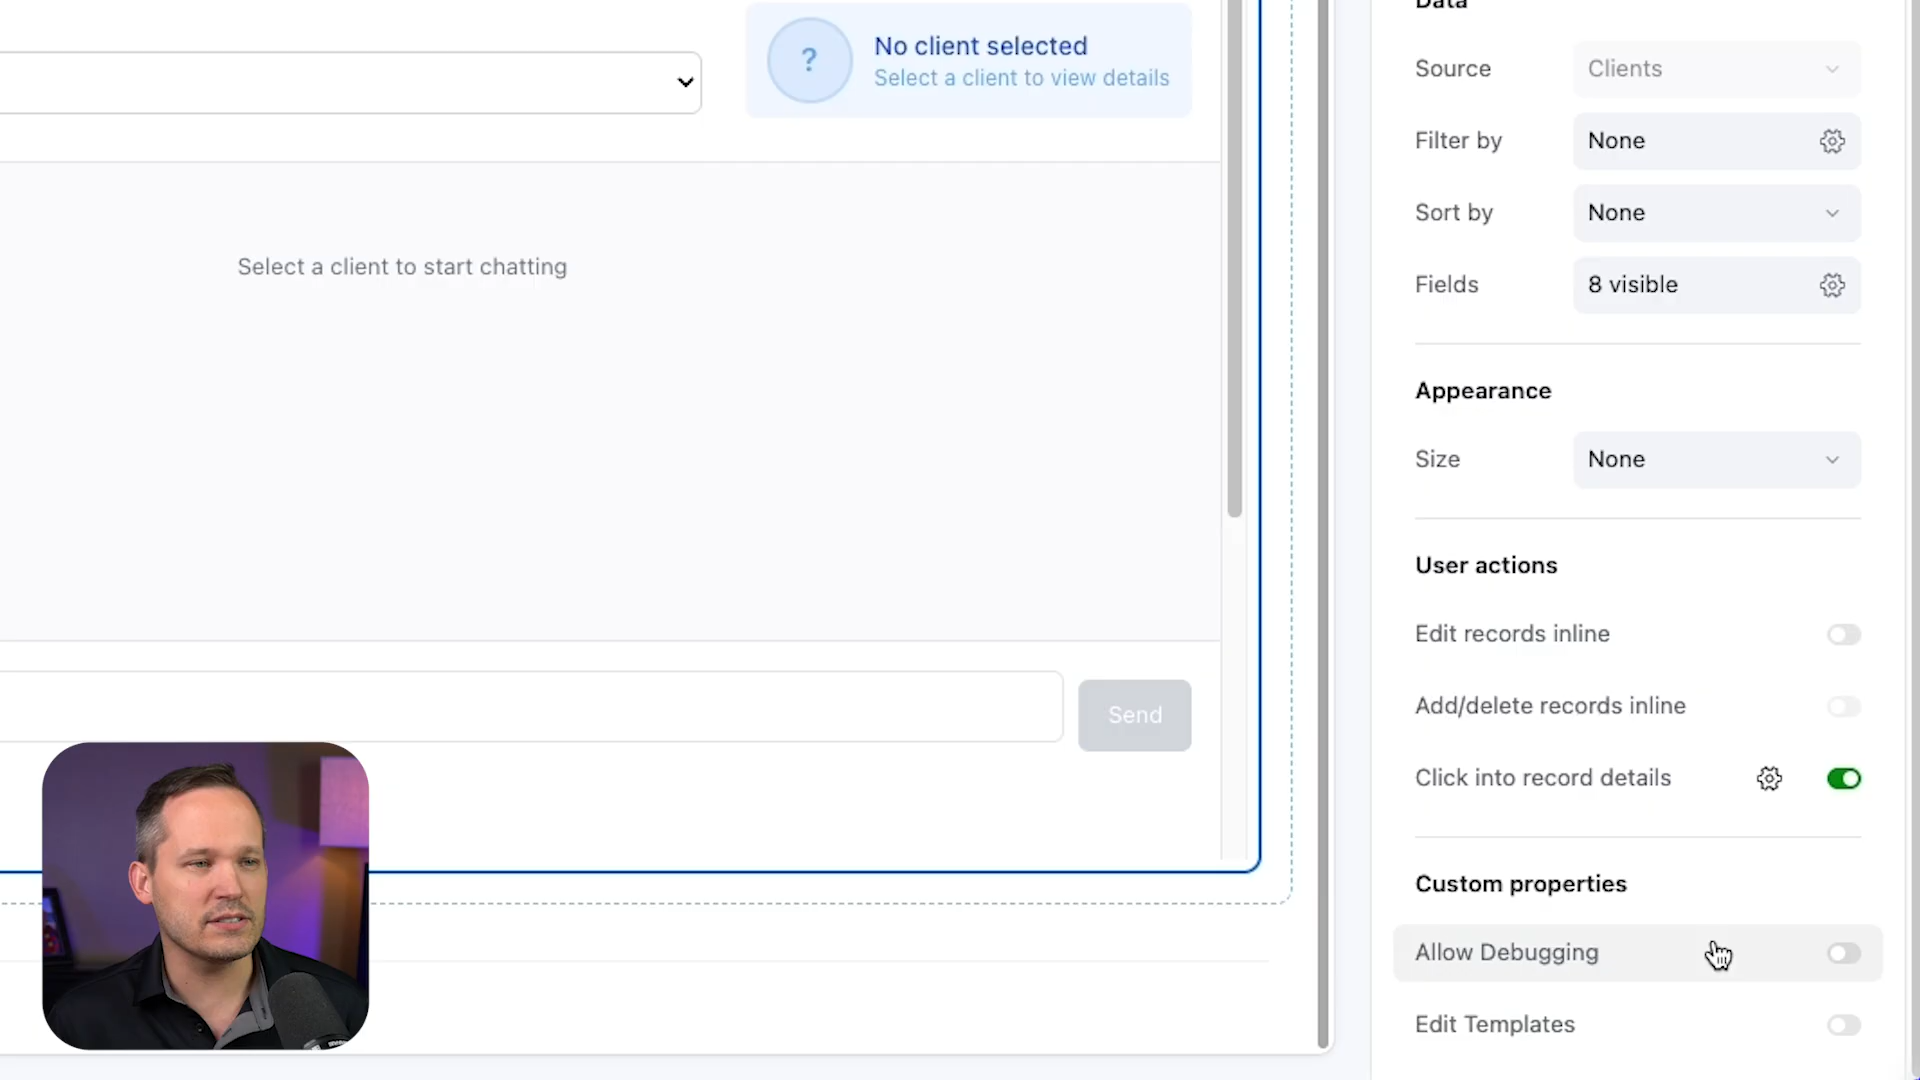 ?
No client selected
Select a client to view details
Select a client to start chatting
Send
Data
Source
Clients
Filter by
None
Sort by
None
Fields
8 visible
Appearance
Size
None
User actions
Edit records inline
Add/delete records inline
Click into record details
Custom properties
Allow Debugging
Edit Templates